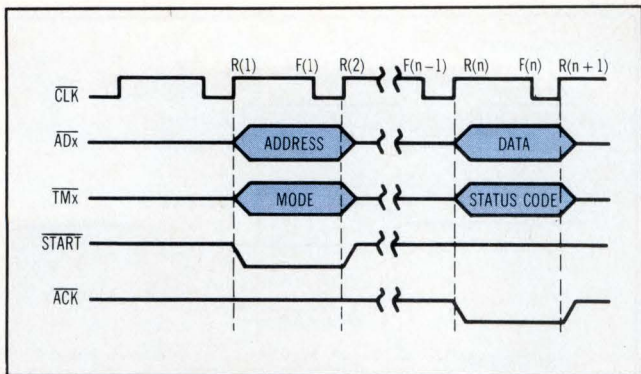 R(1) F(1) R(2) F(n-1) R(n) F(n) R(n+1)
CLK
ADx ADDRESS DATA
TMx MODE STATUS CODE
START
ACK